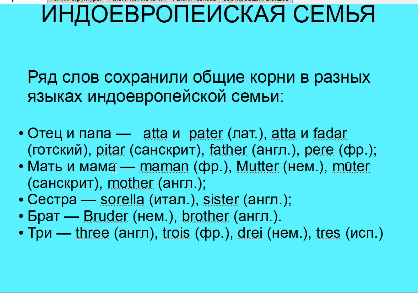 ИНДОЕВРОПЕЙСКАЯ СЕМЬЯ
Ряд слов сохранили общие корни в разных
языках индоевропейской семьи:
• Отец и папа — atta и pater (лат.), atta и fadar
(готский), pitar (санскрит), father (англ.), pere (фр.);
• Мать и мама — maman (фр.), Mutter (нем.), müter
(санскрит), mother (англ.);
• Сестра — sorella (итал.), sister (англ.);
• Брат — Bruder (нем.), brother (англ.).
• Три — three (англ), trois (фр.), drei (нем.), tres (исп.)